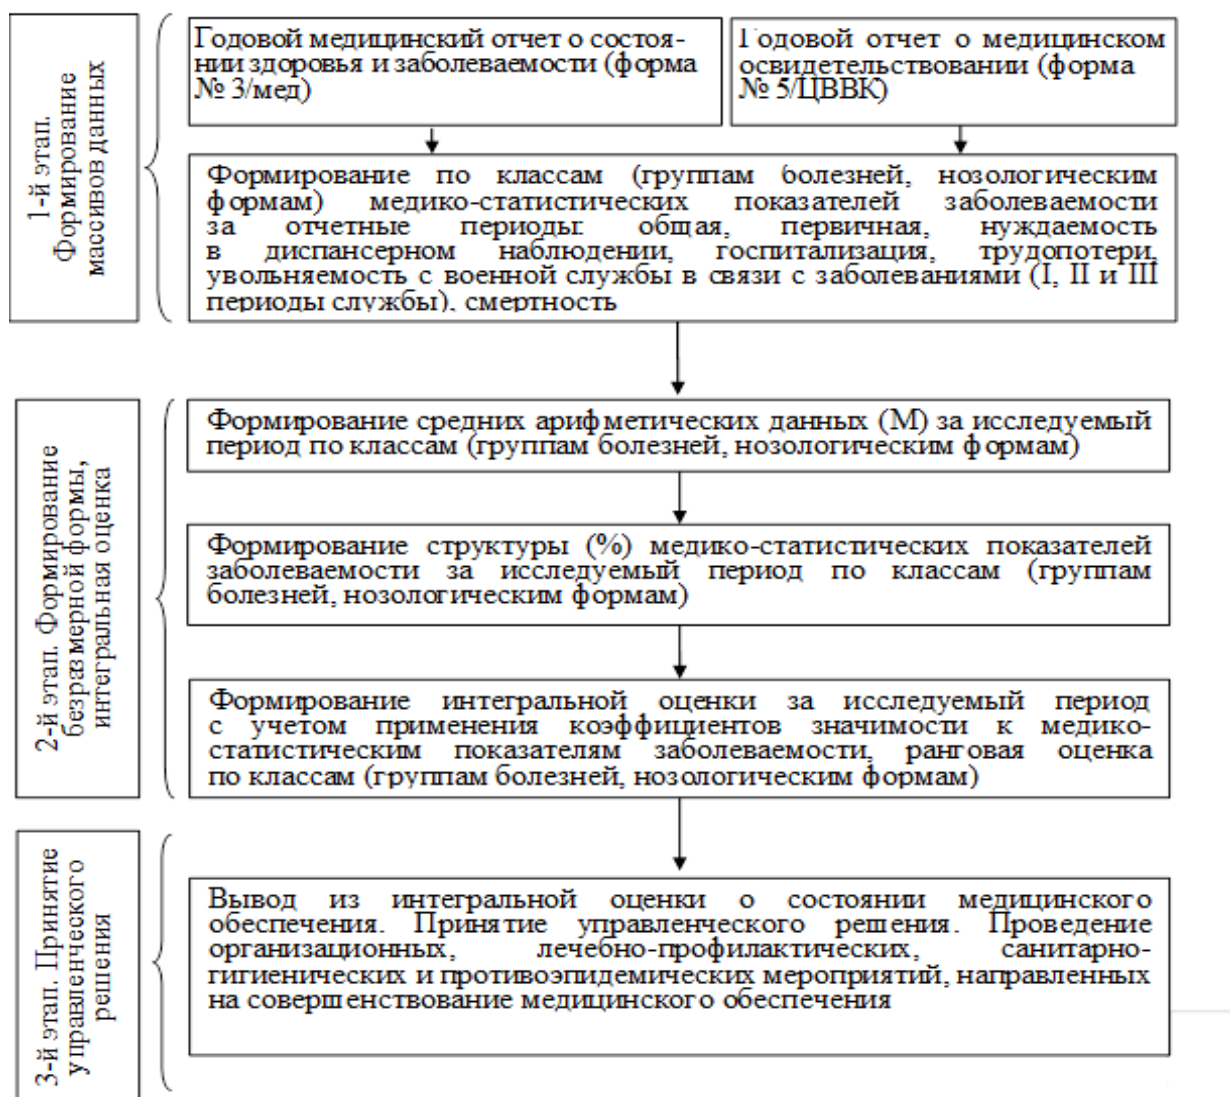 1-й этап.
Формирование
массивов данных
Годовой медицинский отчет о состоя-
нии здоровья и заболеваемости (форма
№ 3/мед)
Годовой отчет о медицинском
освидетельствовании (форма
№ 5/ЦВВК)
Формирование по классам (группам болезней, нозологическим
формам) медико-статистических показателей заболеваемости
за отчетные периоды: общая, первичная, нуждаемость
в диспансерном наблюдении, госпитализация, трудопотери,
увольняемость с военной службы в связи с заболеваниями (I, II и III
периоды службы), смертность
2-й этап. Формирование
безразмерной формы,
интегральная оценка
Формирование средних арифметических данных (М) за исследуемый
период по классам (группам болезней, нозологическим формам)
Формирование структуры (%) медико-статистических показателей
заболеваемости за исследуемый период по классам (группам
болезней, нозологическим формам)
Формирование интегральной оценки за исследуемый период
с учетом применения коэффициентов значимости к медико-
статистическим показателям заболеваемости, ранговая оценка
по классам (группам болезней, нозологическим формам)
3-й этап. Принятие
управленческого
решения
Вывод из интегральной оценки о состоянии медицинского
обеспечения. Принятие управленческого решения. Проведение
организационных, лечебно-профилактических, санитарно-
гигиенических и противоэпидемических мероприятий, направленных
на совершенствование медицинского обеспечения